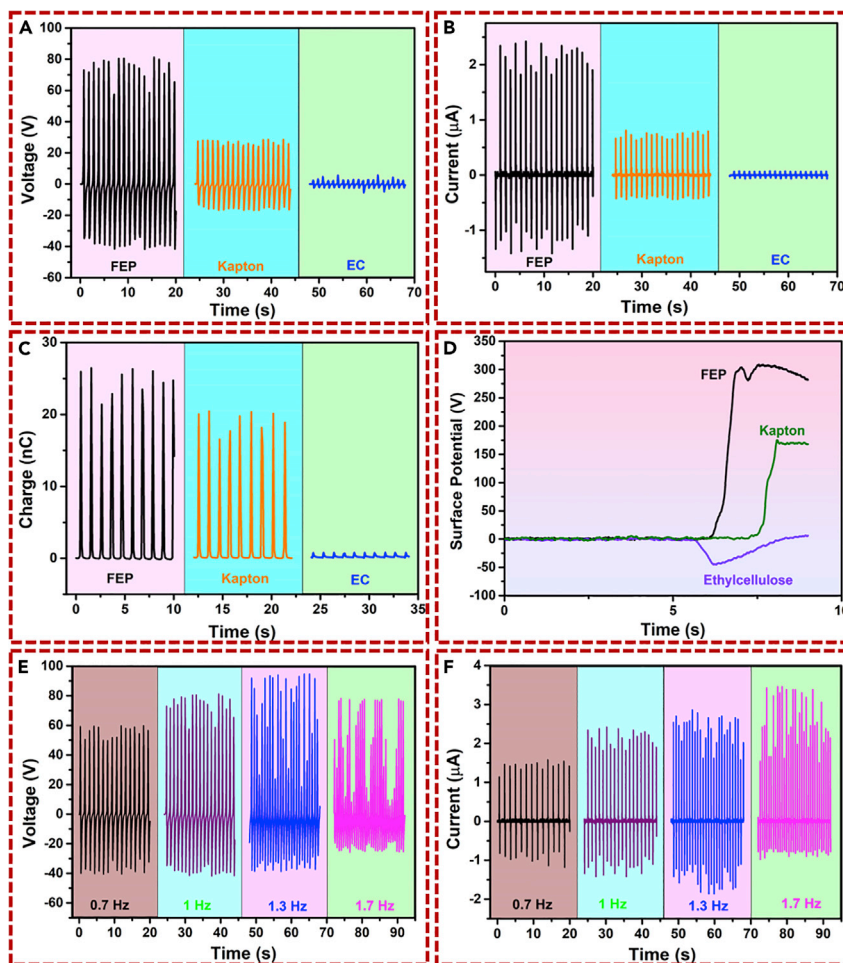 A
Voltage (V)
100
80
60
40
20
0
-20
-40
-60
FEP
Kapton
EC
0 10 20 30 40 50 60 70
Time (s)
B
Current (μA)
3
2
1
0
-1
FEP
Kapton
EC
0 10 20 30 40 50 60 70
Time (s)
C
Charge (nC)
30
20
10
0
FEP
Kapton
EC
0 5 10 15 20 25 30 35
Time (s)
D
Surface Potential (V)
350
300
250
200
150
100
50
0
-50
-100
FEP
Kapton
Ethylcellulose
0 5 10
Time (s)
E
Voltage (V)
100
80
60
40
20
0
-20
-40
-60
0.7 Hz
1 Hz
1.3 Hz
1.7 Hz
0 10 20 30 40 50 60 70 80 90
Time (s)
F
Current (μA)
4
3
2
1
0
-1
-2
0.7 Hz
1 Hz
1.3 Hz
1.7 Hz
0 10 20 30 40 50 60 70 80 90
Time (s)